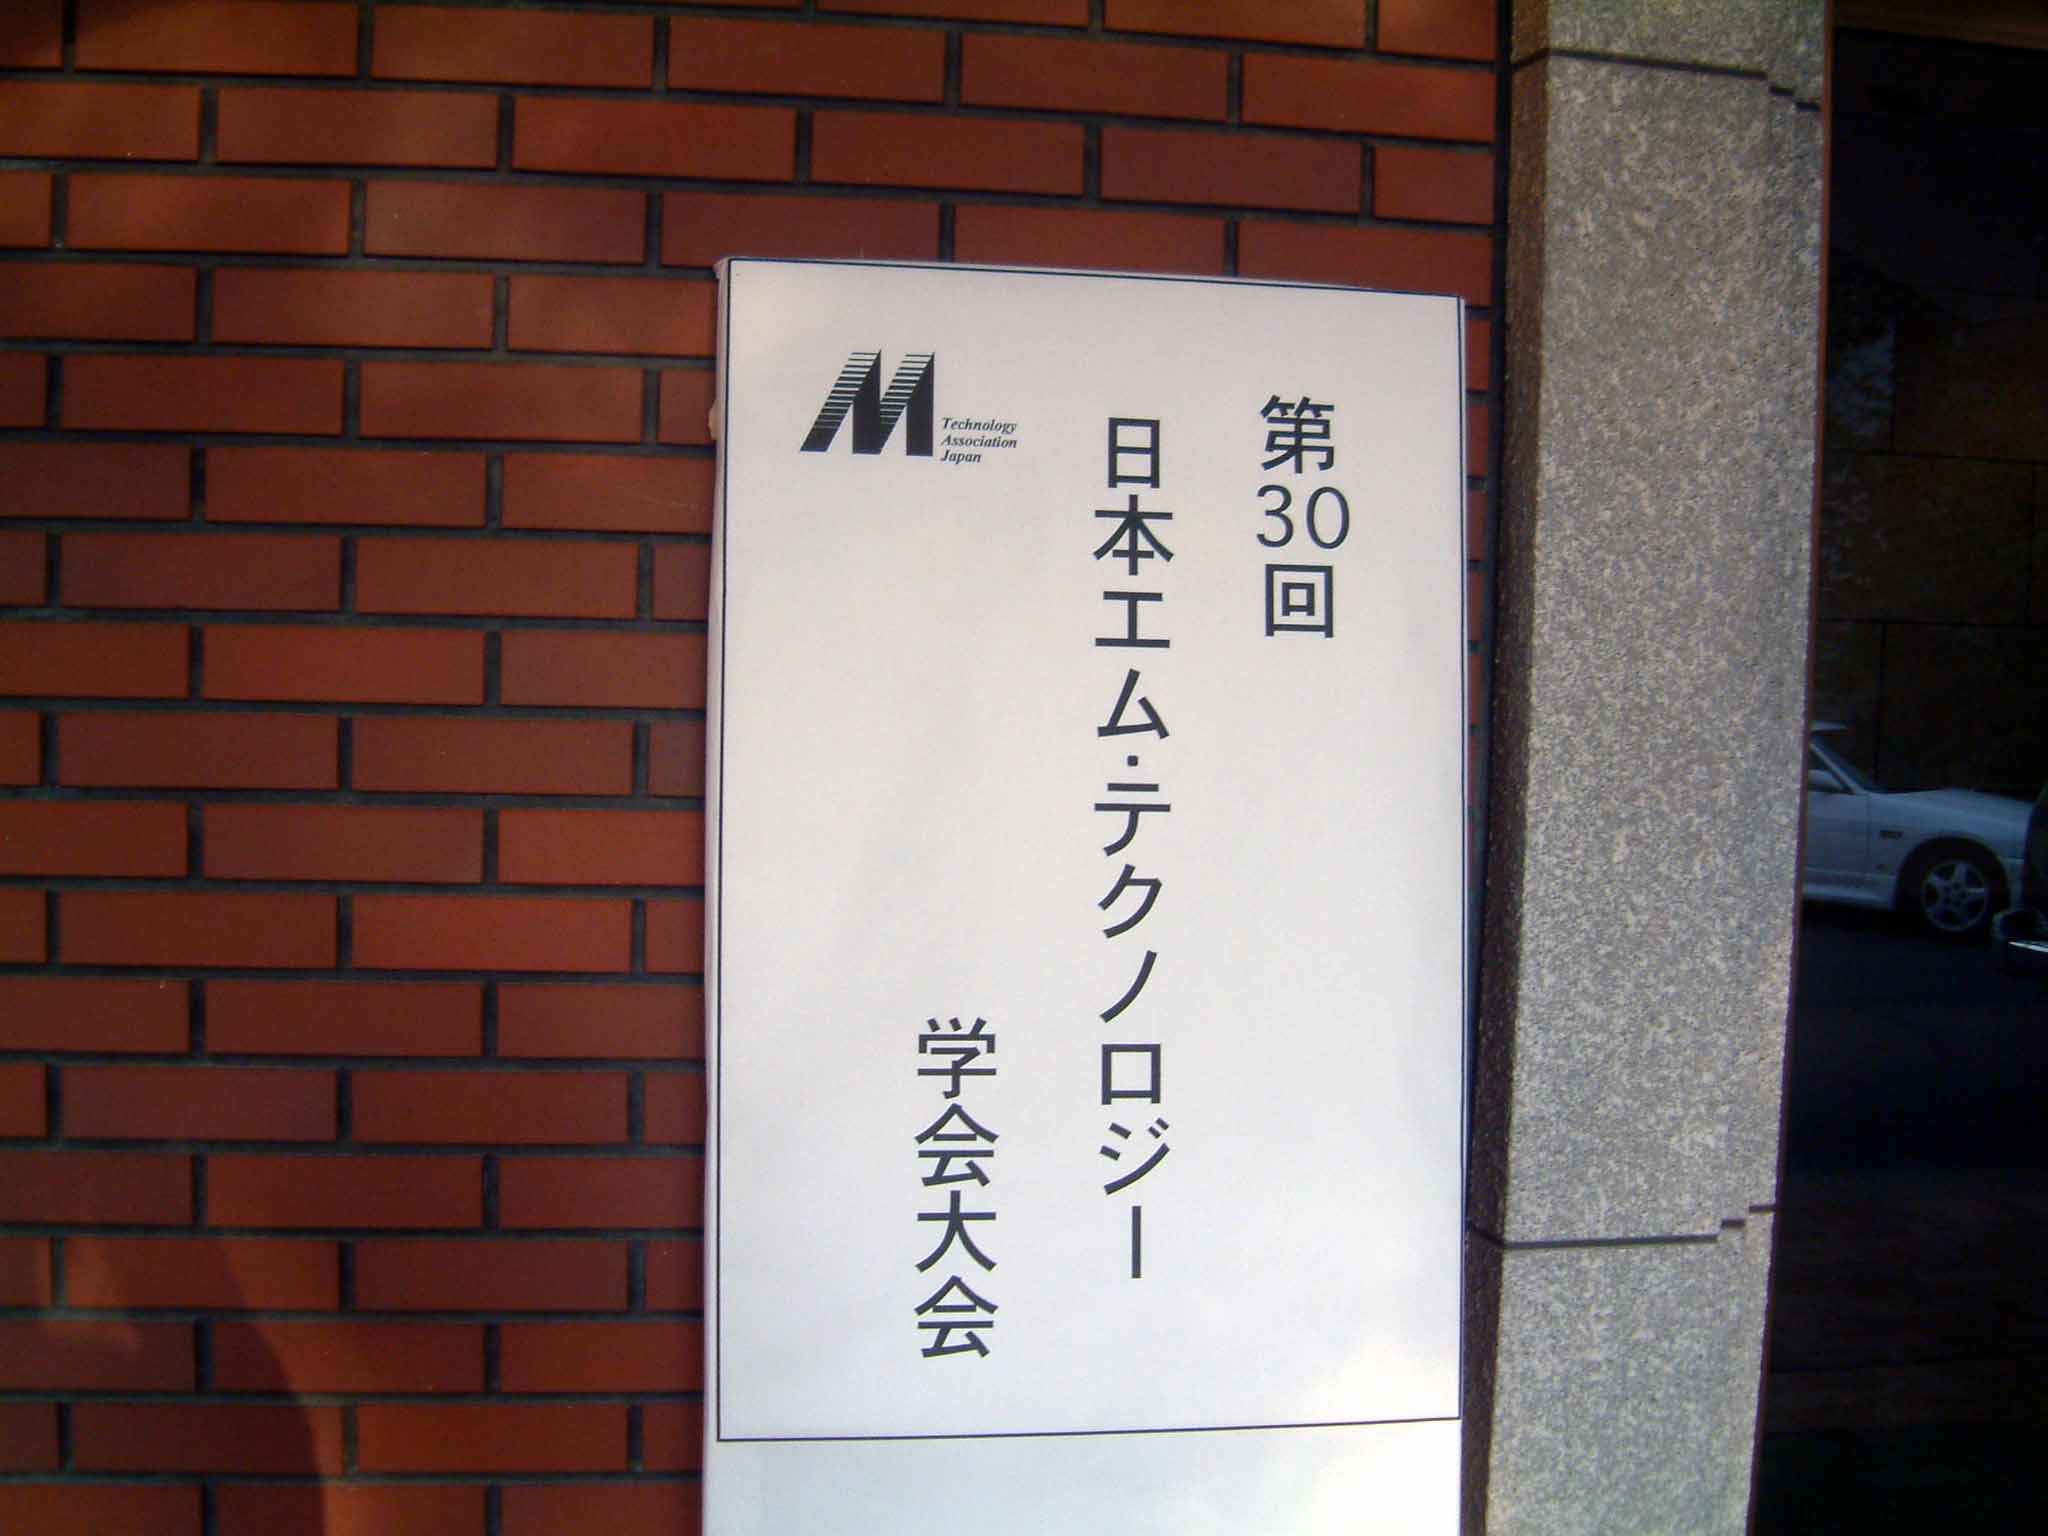 第30回
日本エム・テクノロジー
学会大会
M
Technology
Association
Japan